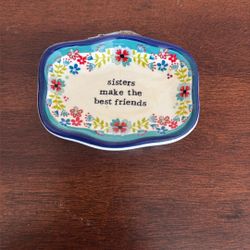 sisters
make the
best friends